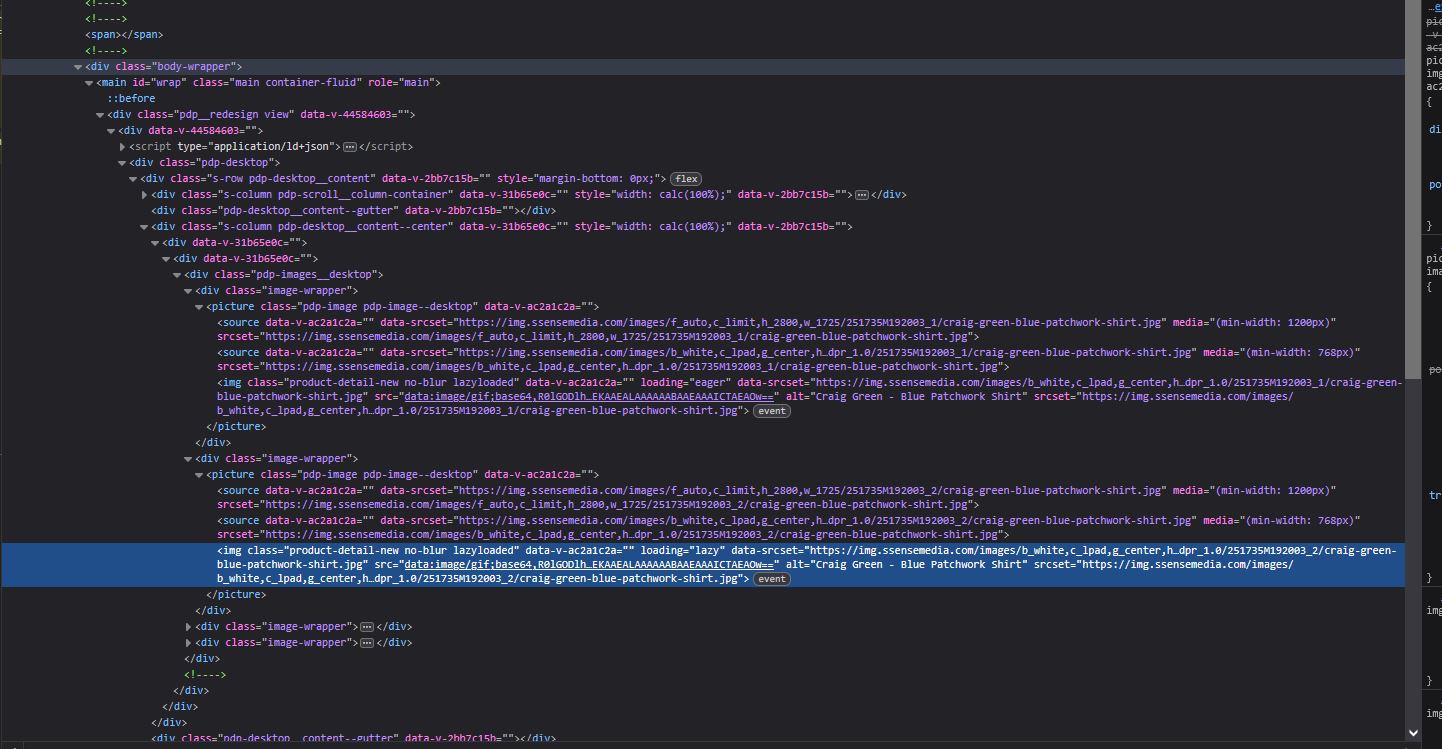 <!---->
<!---->
<span></span>
<!---->
<div class="body-wrapper">
<main id="wrap" class="main container-fluid" role="main">
::before
<div class="pdp__redesign view" data-v-44584603="">
<div data-v-44584603="">
<script type="application/ld+json"></script>
<div class="pdp-desktop">
<div class="s-row pdp-desktop__content" data-v-2bb7c15b="" style="margin-bottom: 0px;"> flex
<div class="s-column pdp-scroll__column-container" data-v-31b65e0c="" style="width: calc(100%);" data-v-2bb7c15b=""></div>
<div class="pdp-desktop__content--gutter" data-v-2bb7c15b=""></div>
<div class="s-column pdp-desktop__content--center" data-v-31b65e0c="" style="width: calc(100%);" data-v-2bb7c15b="">
<div data-v-31b65e0c="">
<div data-v-31b65e0c="">
<div class="pdp-images__desktop">
<div class="image-wrapper">
<picture class="pdp-image pdp-image--desktop" data-v-ac2a1c2a="">
<source data-v-ac2a1c2a="" data-srcset="https://img.ssensemedia.com/images/f_auto,c_limit,h_2800,w_1725/251735M192003_1/craig-green-blue-patchwork-shirt.jpg" media="(min-width: 1200px)"
srcset="https://img.ssensemedia.com/images/f_auto,c_limit,h_2800,w_1725/251735M192003_1/craig-green-blue-patchwork-shirt.jpg">
<source data-v-ac2a1c2a="" data-srcset="https://img.ssensemedia.com/images/b_white,c_lpad,g_center,h…dpr_1.0/251735M192003_1/craig-green-blue-patchwork-shirt.jpg" media="(min-width: 768px)"
srcset="https://img.ssensemedia.com/images/b_white,c_lpad,g_center,h…dpr_1.0/251735M192003_1/craig-green-blue-patchwork-shirt.jpg">
<img class="product-detail-new no-blur lazyloaded" data-v-ac2a1c2a="" loading="eager" data-srcset="https://img.ssensemedia.com/images/b_white,c_lpad,g_center,h…dpr_1.0/251735M192003_1/craig-green-
blue-patchwork-shirt.jpg" src="data:image/gif;base64,R0lGODlh…EKAAEALAAAAAABAAEAAAICTAEAOw==" alt="Craig Green - Blue Patchwork Shirt" srcset="https://img.ssensemedia.com/images/
b_white,c_lpad,g_center,h…dpr_1.0/251735M192003_1/craig-green-blue-patchwork-shirt.jpg"> event
</picture>
</div>
<div class="image-wrapper">
<picture class="pdp-image pdp-image--desktop" data-v-ac2a1c2a="">
<source data-v-ac2a1c2a="" data-srcset="https://img.ssensemedia.com/images/f_auto,c_limit,h_2800,w_1725/251735M192003_2/craig-green-blue-patchwork-shirt.jpg" media="(min-width: 1200px)"
srcset="https://img.ssensemedia.com/images/f_auto,c_limit,h_2800,w_1725/251735M192003_2/craig-green-blue-patchwork-shirt.jpg">
<source data-v-ac2a1c2a="" data-srcset="https://img.ssensemedia.com/images/b_white,c_lpad,g_center,h…dpr_1.0/251735M192003_2/craig-green-blue-patchwork-shirt.jpg" media="(min-width: 768px)"
srcset="https://img.ssensemedia.com/images/b_white,c_lpad,g_center,h…dpr_1.0/251735M192003_2/craig-green-blue-patchwork-shirt.jpg">
<img class="product-detail-new no-blur lazyloaded" data-v-ac2a1c2a="" loading="lazy" data-srcset="https://img.ssensemedia.com/images/b_white,c_lpad,g_center,h…dpr_1.0/251735M192003_2/craig-green-
blue-patchwork-shirt.jpg" src="data:image/gif;base64,R0lGODlh…EKAAEALAAAAAABAAEAAAICTAEAOw==" alt="Craig Green - Blue Patchwork Shirt" srcset="https://img.ssensemedia.com/images/
b_white,c_lpad,g_center,h…dpr_1.0/251735M192003_2/craig-green-blue-patchwork-shirt.jpg"> event
</picture>
</div>
<div class="image-wrapper"></div>
<div class="image-wrapper"></div>
</div>
<!---->
</div>
</div>
</div>
<div class="pdp-desktop__content--gutter" data-v-2bb7c15b=""></div>